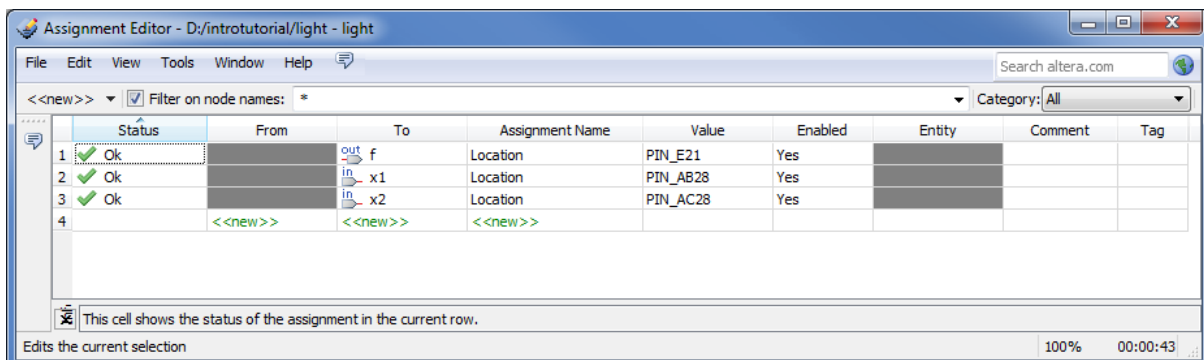 Assignment Editor - D:/introtutorial/light - light
File Edit View Tools Window Help Search altera.com
<<new>> Filter on node names: * Category: All
Status From To Assignment Name Value Enabled Entity Comment Tag
1 Ok out f Location PIN_E21 Yes
2 Ok in x1 Location PIN_AB28 Yes
3 Ok in x2 Location PIN_AC28 Yes
4 <<new>> <<new>> <<new>>
This cell shows the status of the assignment in the current row.
Edits the current selection 100% 00:00:43